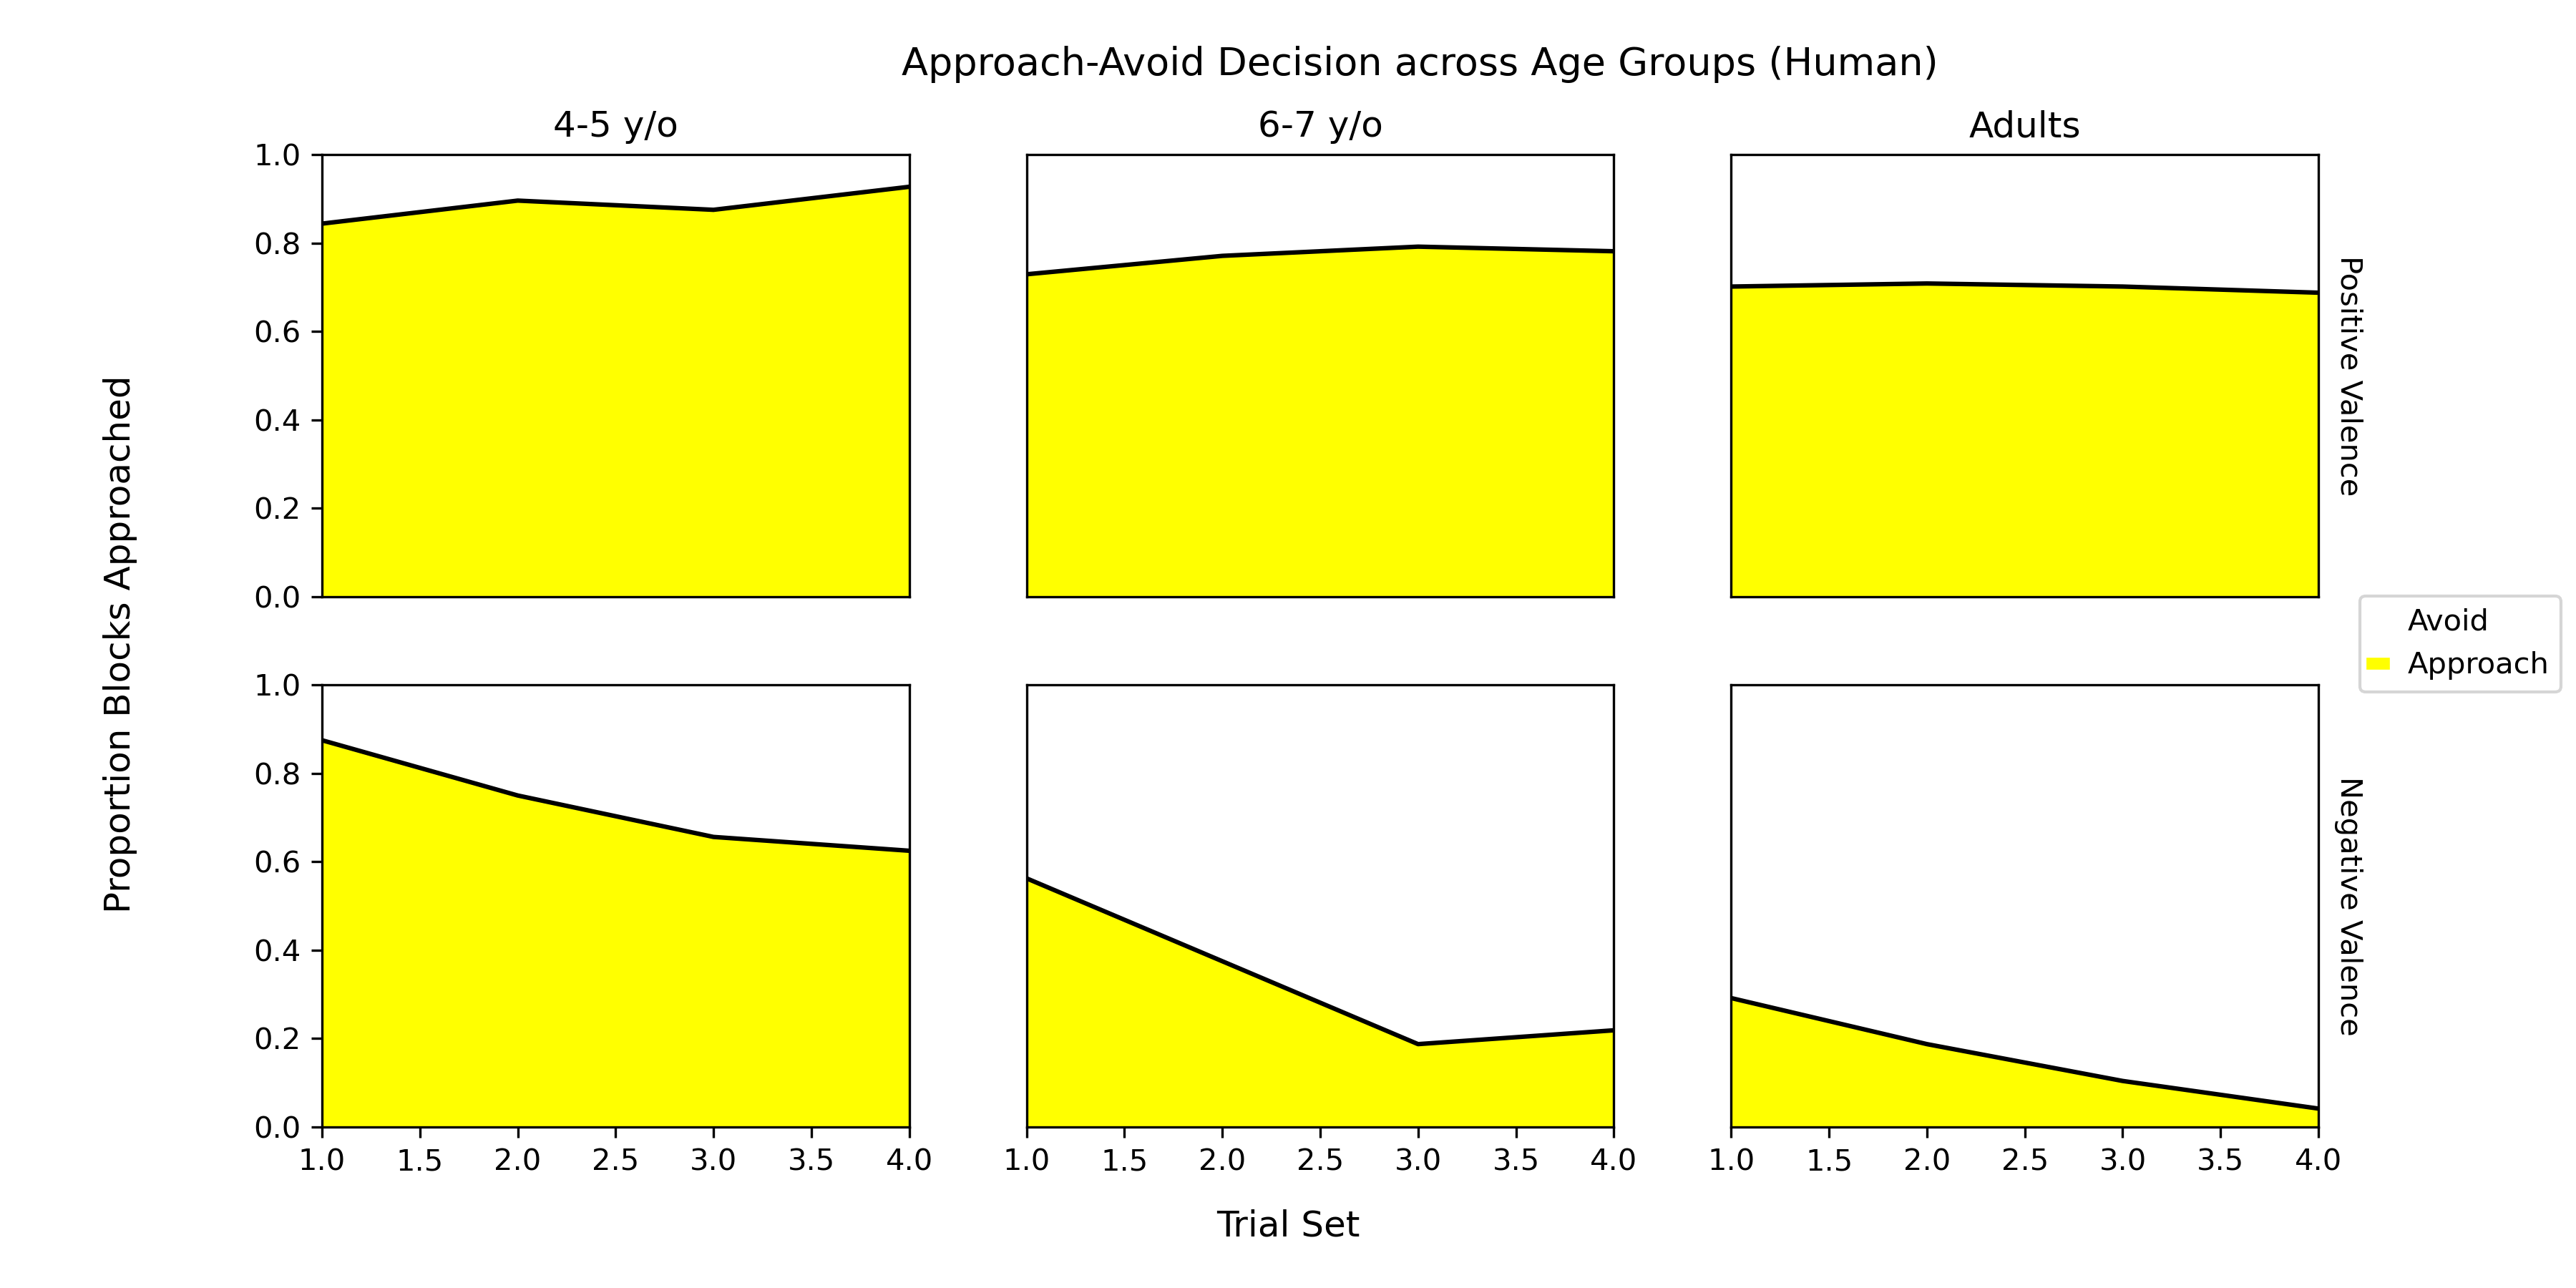 Approach-Avoid Decision across Age Groups (Human)
4-5 y/o
6-7 y/o
Adults
1.0
0.8
0.6
0.4
0.2
0.0
Positive Valence
Proportion Blocks Approached
Avoid
Approach
1.0
0.8
0.6
0.4
0.2
0.0
Negative Valence
1.0 1.5 2.0 2.5 3.0 3.5 4.0
1.0 1.5 2.0 2.5 3.0 3.5 4.0
1.0 1.5 2.0 2.5 3.0 3.5 4.0
Trial Set